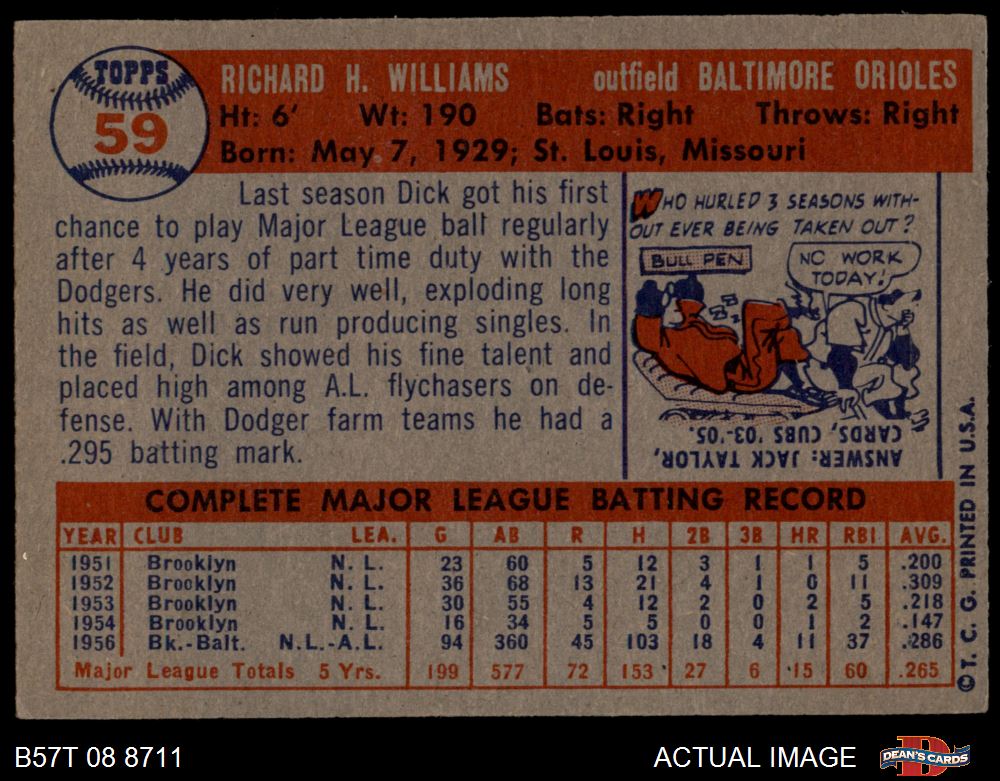 TOPPS
59
RICHARD H. WILLIAMS outfield BALTIMORE ORIOLES
Ht: 6' Wt: 190 Bats: Right Throws: Right
Born: May 7, 1929; St. Louis, Missouri
Last season Dick got his first
chance to play Major League ball regularly
after 4 years of part time duty with the
Dodgers. He did very well, exploding long
hits as well as run producing singles. In
the field, Dick showed his fine talent and
placed high among A.L. flychasers on de-
fense. With Dodger farm teams he had a
.295 batting mark.
WHO HURLED 3 SEASONS WITH-
OUT EVER BEING TAKEN OUT?
BULL PEN
NO WORK
TODAY!
ZZZ
ANSWER: JACK TAYLOR,
CARDS, CUBS '03-'05.
COMPLETE MAJOR LEAGUE BATTING RECORD
YEAR CLUB LEA. G AB R H 2B 3B HR RBI AVG.
1951 Brooklyn N. L. 23 60 5 12 3 1 1 5 .200
1952 Brooklyn N. L. 36 68 13 21 4 1 0 11 .309
1953 Brooklyn N. L. 30 55 4 12 2 0 2 5 .218
1954 Brooklyn N. L. 16 34 5 5 0 0 1 2 .147
1956 Bk.-Balt. N.L.-A.L. 94 360 45 103 18 4 11 37 .286
Major League Totals 5 Yrs. 199 577 72 153 27 6 15 60 .265
© T. C. G. PRINTED IN U.S.A.
B57T 08 8711
ACTUAL IMAGE
DEAN'S CARDS